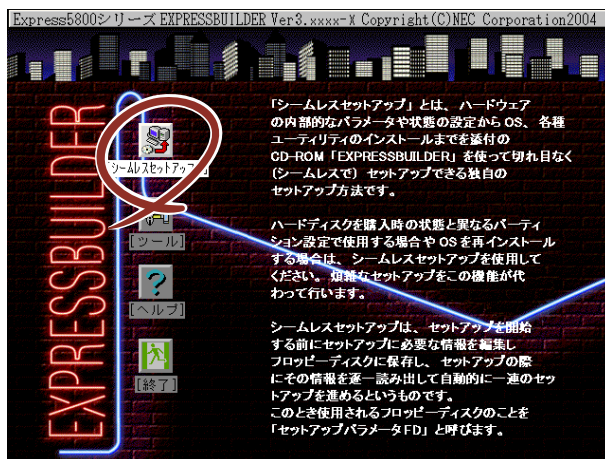 Express5800シリーズ EXPRESSBUILDER Ver3.xxxx-X Copyright(C)NEC Corporation2004
EXPRESSBUILDER
[シームレスセットアップ]
[ツール]
[ヘルプ]
[終了]
「シームレスセットアップ」とは、ハードウェア
の内部的なパラメータや状態の設定からOS、各種
ユーティリティのインストールまでを添付の
CD-ROM「EXPRESSBUILDER」を使って切れ目なく
(シームレスで)セットアップできる独自の
セットアップ方法です。
ハードディスクを購入時の状態と異なるパーティ
ション設定で使用する場合やOSを再インストール
する場合は、シームレスセットアップを使用して
ください。煩雑なセットアップをこの機能が代
わって行います。
シームレスセットアップは、セットアップを開始
する前にセットアップに必要な情報を編集し
フロッピーディスクに保存し、セットアップの際
にその情報を逐一読み出して自動的に一連のセッ
トアップを進めるというものです。
このとき使用されるフロッピーディスクのことを
「セットアップパラメータFD」と呼びます。